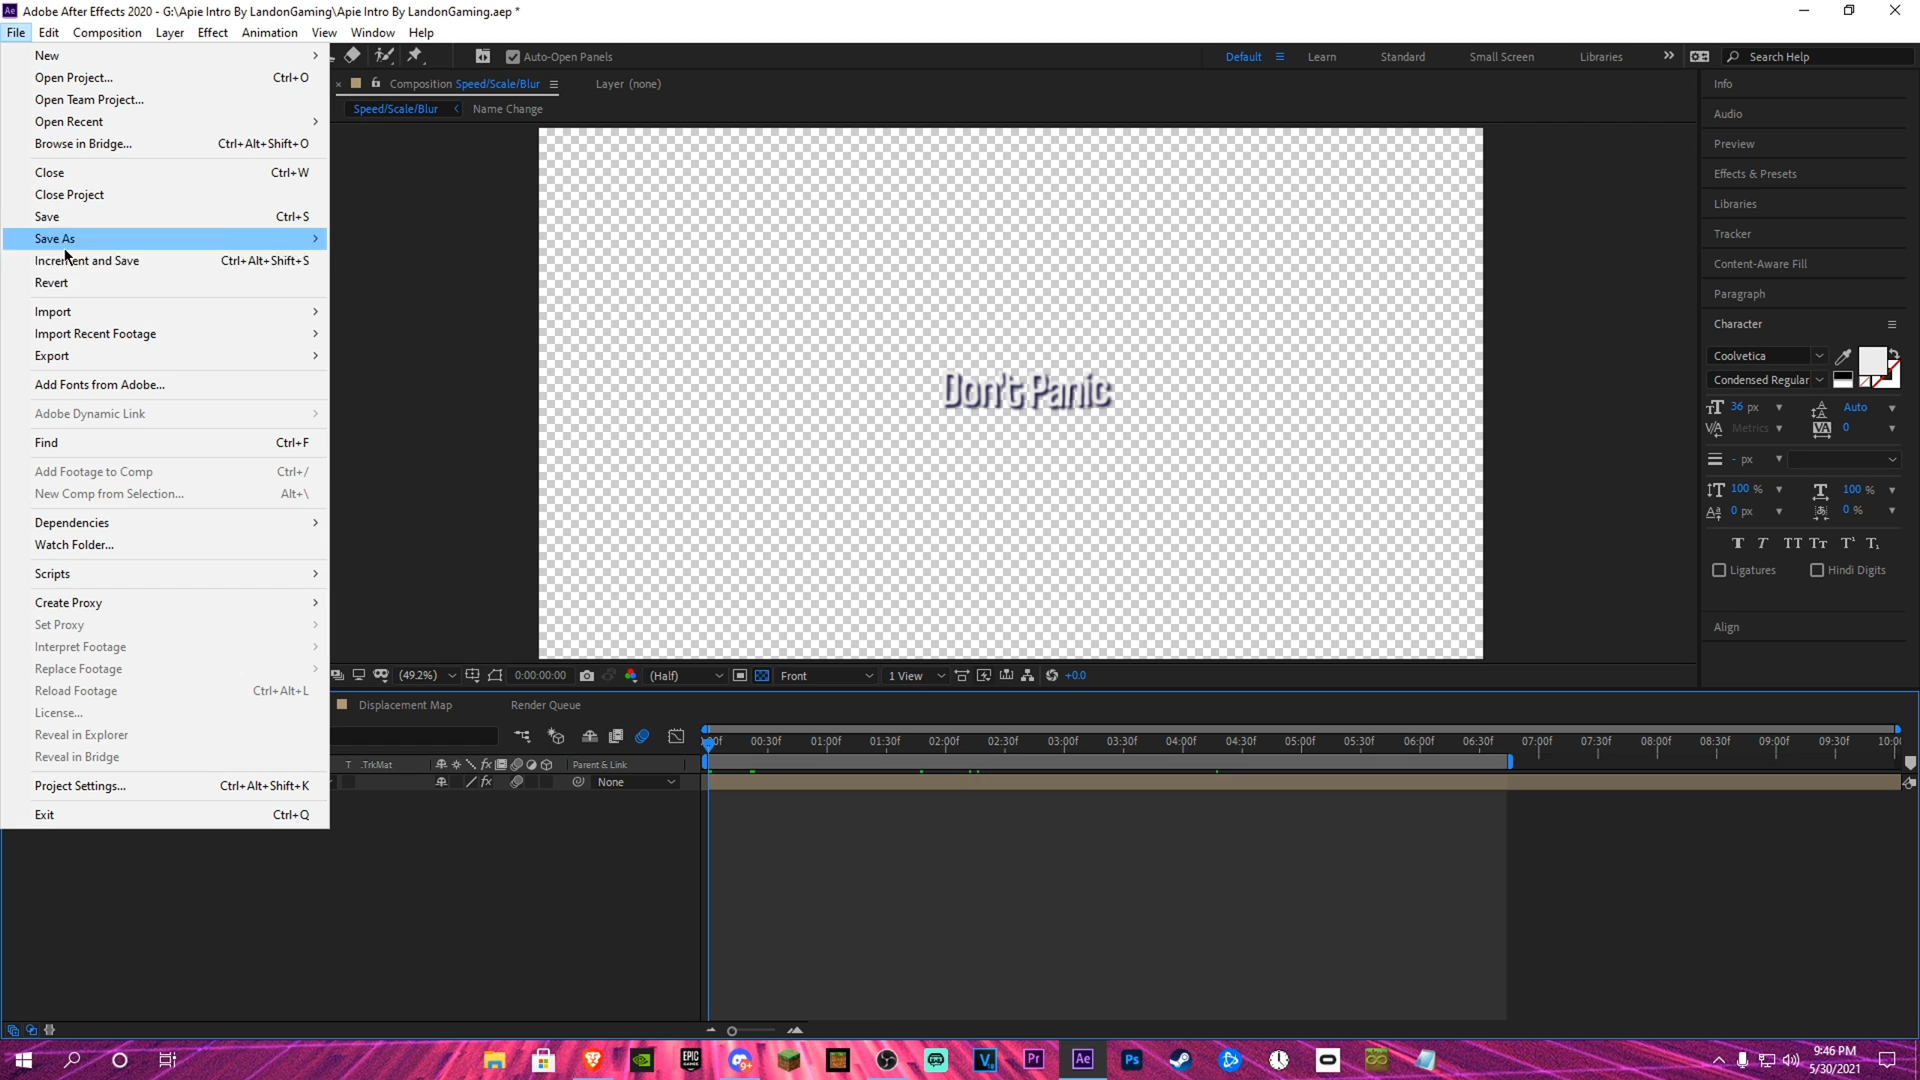 Adobe After Effects 2020 - G:\Apie Intro By LandonGaming\Apie Intro By LandonGaming.aep *
File Edit Composition Layer Effect Animation View Window Help
Auto-Open Panels
Default Learn Standard Small Screen Libraries Search Help
New
Open Project... Ctrl+O
Open Team Project...
Open Recent
Browse in Bridge... Ctrl+Alt+Shift+O
Close Ctrl+W
Close Project
Save Ctrl+S
Save As
Increment and Save Ctrl+Alt+Shift+S
Revert
Import
Import Recent Footage
Export
Add Fonts from Adobe...
Adobe Dynamic Link
Find Ctrl+F
Add Footage to Comp Ctrl+/
New Comp from Selection... Alt+\
Dependencies
Watch Folder...
Scripts
Create Proxy
Set Proxy
Interpret Footage
Replace Footage
Reload Footage Ctrl+Alt+L
License...
Reveal in Explorer
Reveal in Bridge
Project Settings... Ctrl+Alt+Shift+K
Exit Ctrl+Q
Composition Speed/Scale/Blur
Layer (none)
Speed/Scale/Blur Name Change
Don't Panic
(49.2%) 0:00:00:00 (Half) Front 1 View +0.0
Info
Audio
Preview
Effects & Presets
Libraries
Tracker
Content-Aware Fill
Paragraph
Character
Coolvetica
Condensed Regular
36 px Auto
Metrics 0
- px
100 % 100 %
0 px 0 %
Ligatures Hindi Digits
Align
Displacement Map Render Queue
00:30f 01:00f 01:30f 02:00f 02:30f 03:00f 03:30f 04:00f 04:30f 05:00f 05:30f 06:00f 06:30f 07:00f 07:30f 08:00f 08:30f 09:00f 09:30f
T .TrkMat Parent & Link
None
9:46 PM
5/30/2021